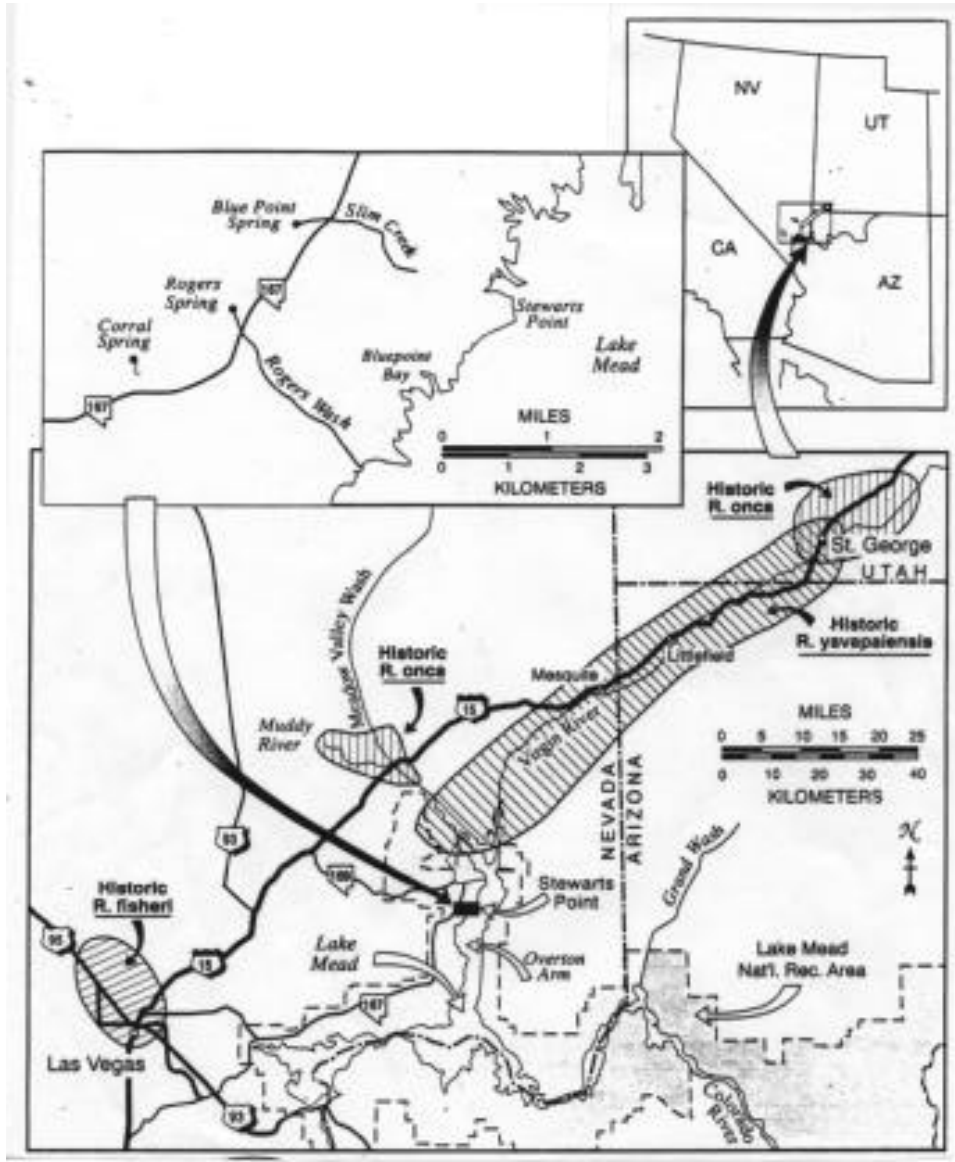 NV
UT
CA
AZ
Blue Point
Spring
Slim Creek
Rogers
Spring
167
Corral
Spring
Stewarts
Point
Bluepoint
Bay
Lake
Mead
Rogers Wash
167
MILES
0 1 2
0 1 2 3
KILOMETERS
Historic
R. onca
St. George
UTAH
Historic
R. yavapaiensis
Meadow Valley Wash
Historic
R. onca
Mesquite
Littlefield
15
Muddy
River
Virgin River
MILES
0 5 10 15 20 25
0 10 20 30 40
KILOMETERS
NEVADA
ARIZONA
N
93
169
Grand Wash
Historic
R. fisheri
Stewarts
Point
95
15
Lake
Mead
Overton
Arm
Lake Mead
Nat'l. Rec. Area
167
Las Vegas
93
Colorado
River